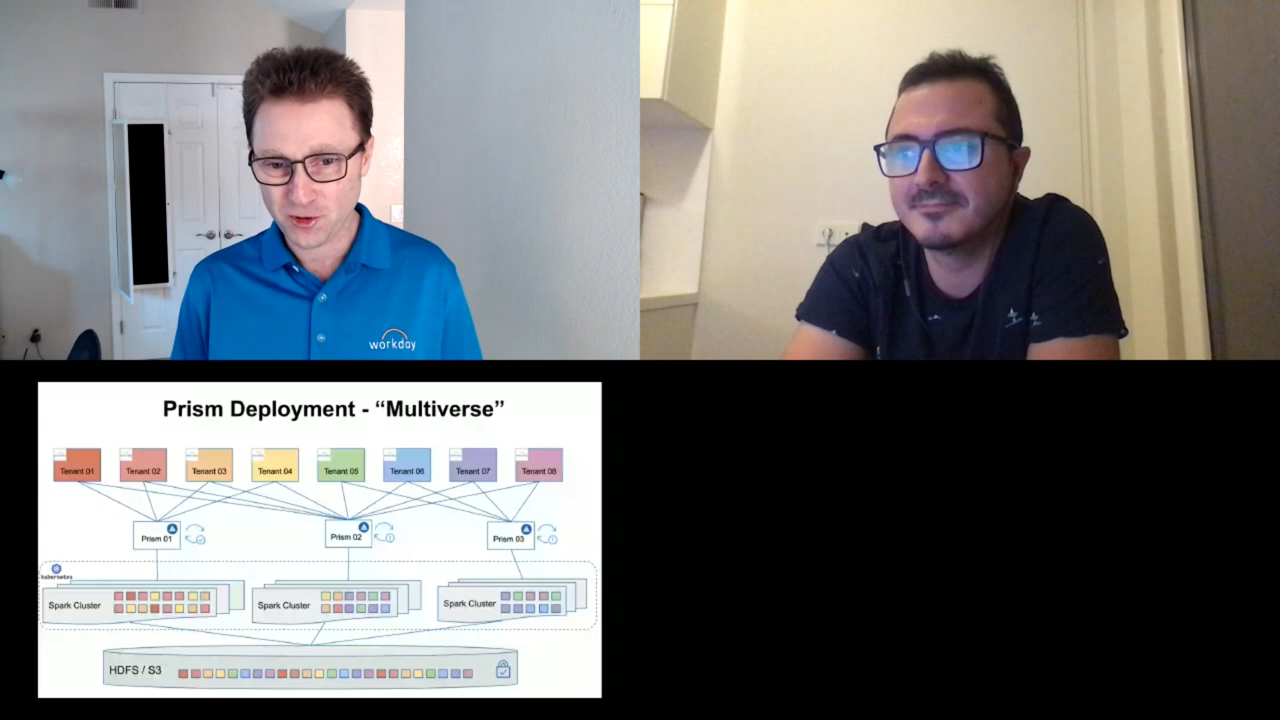 workday
Prism Deployment - “Multiverse”
Tenant 01
Tenant 02
Tenant 03
Tenant 04
Tenant 05
Tenant 06
Tenant 07
Tenant 08
Prism 01
Prism 02
Prism 03
kubernetes
Spark Cluster
Spark Cluster
Spark Cluster
HDFS / S3